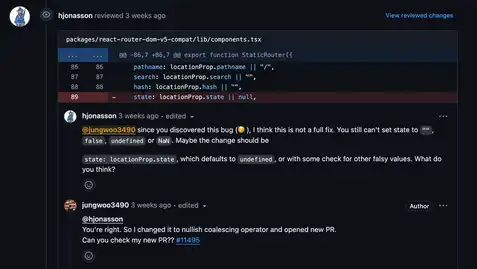 hjonasson reviewed 3 weeks ago
View reviewed changes
packages/react-router-dom-v5-compat/lib/components.tsx
... ... @@ -86,7 +86,7 @@ export function StaticRouter({
86 86 pathname: locationProp.pathname || "/",
87 87 search: locationProp.search || "",
88 88 hash: locationProp.hash || "",
89 - state: locationProp.state || null,
hjonasson 3 weeks ago • edited
@jungwoo3490 since you discovered this bug (), I think this is not a full fix. You still can't set state to "",
false, undefined or NaN. Maybe the change should be
state: locationProp.state, which defaults to undefined, or with some check for other falsy values. What do
you think?
jungwoo3490 3 weeks ago • edited
Author
@hjonasson
You're right. So I changed it to nullish coalescing operator and opened new PR.
Can you check my new PR?? #11495